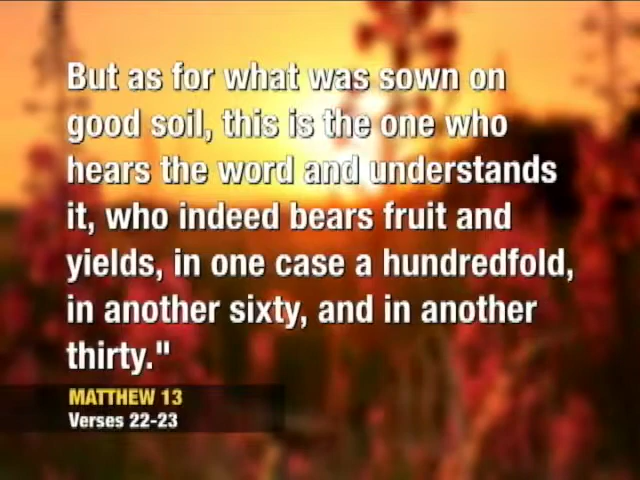 But as for what was sown on
good soil, this is the one who
hears the word and understands
it, who indeed bears fruit and
yields, in one case a hundredfold,
in another sixty, and in another
thirty."
MATTHEW 13
Verses 22-23